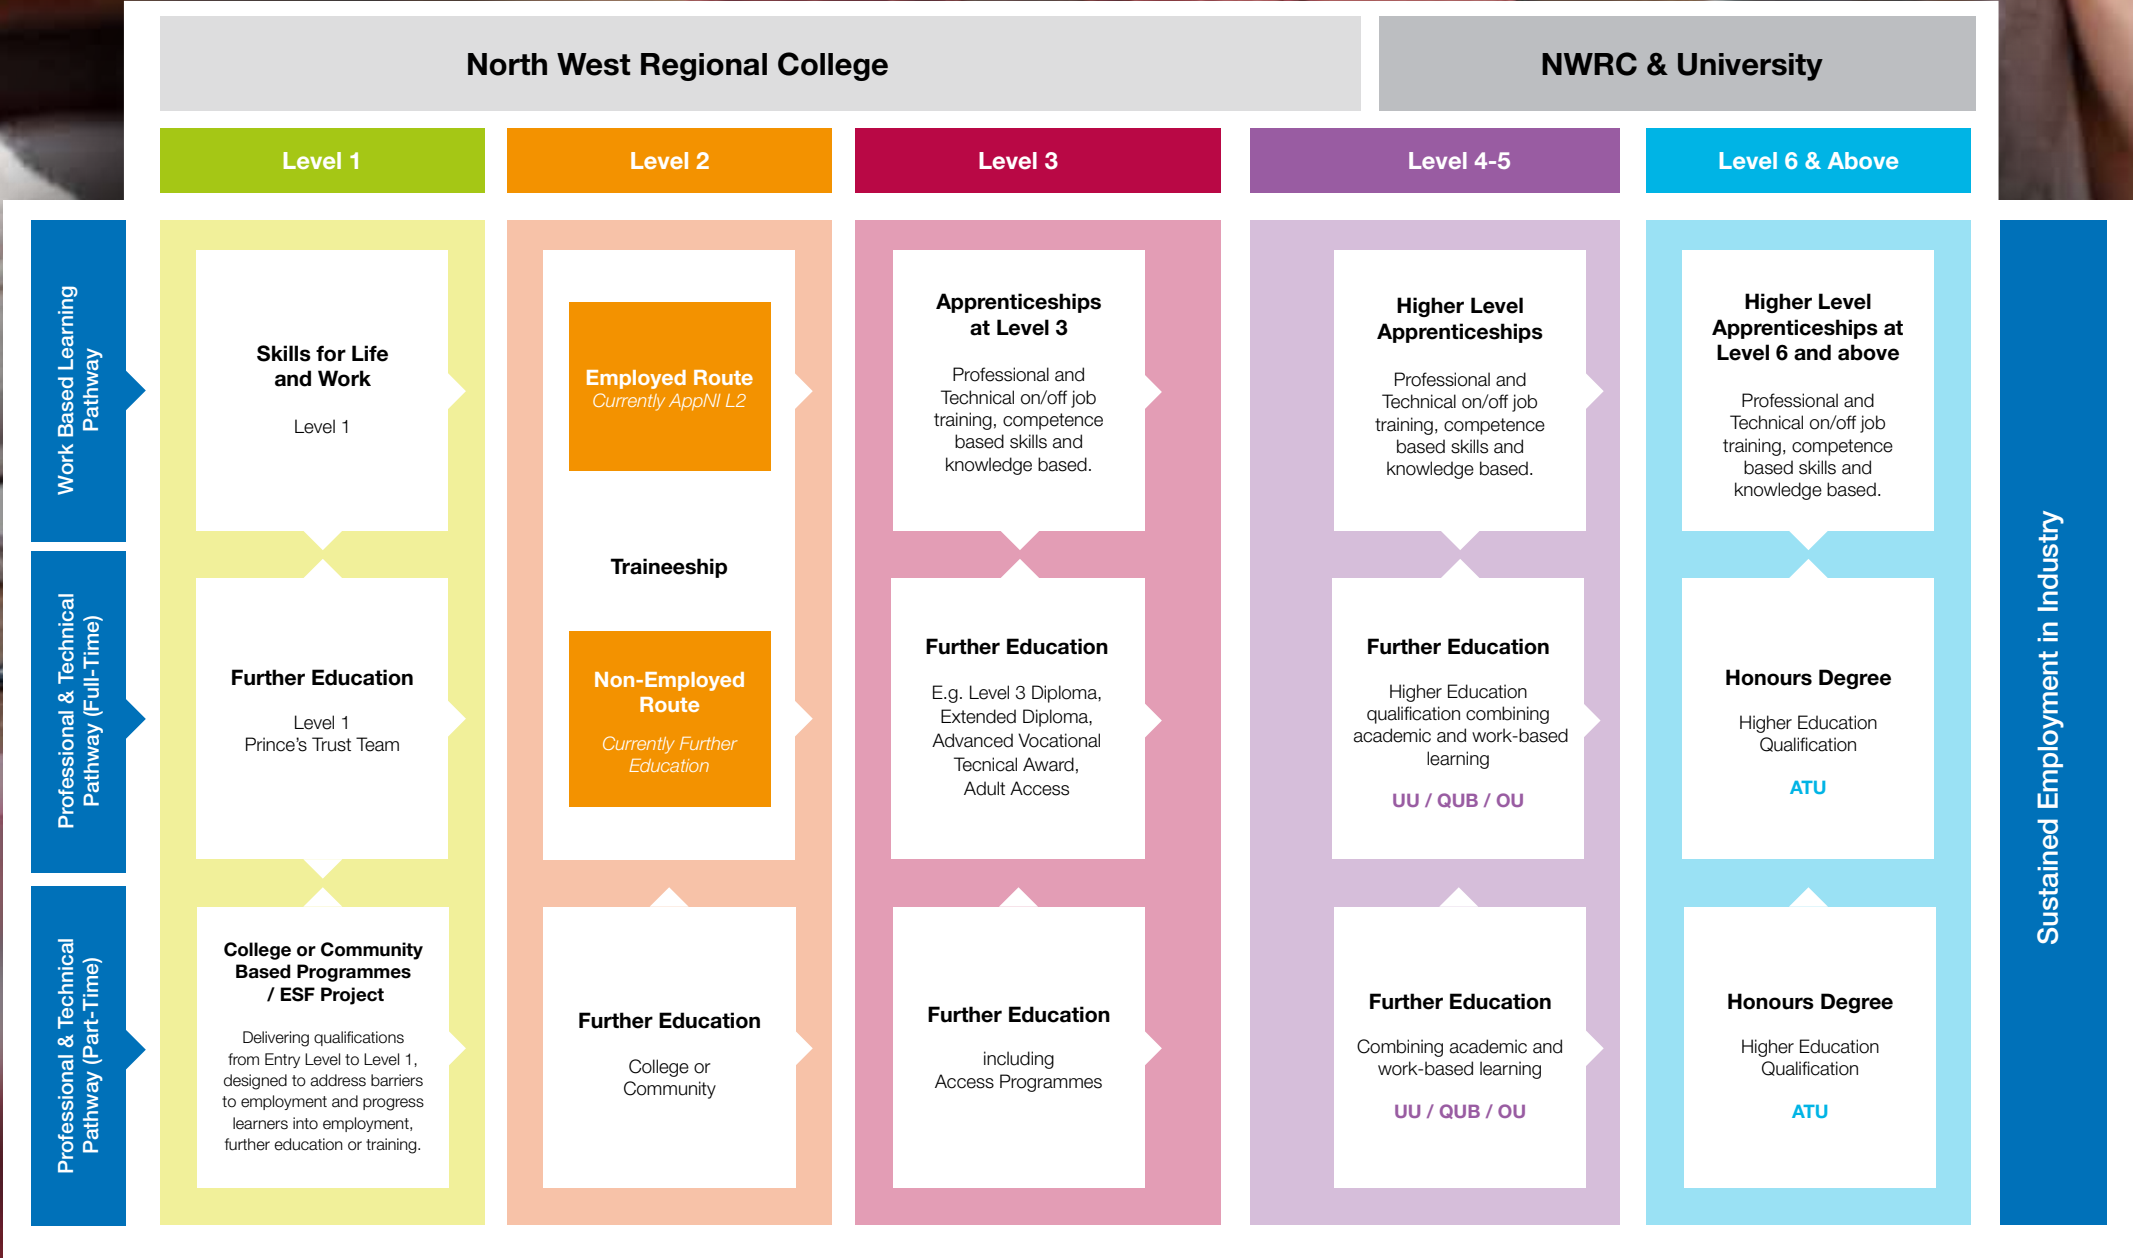 North West Regional College
NWRC & University
Level 1
Level 2
Level 3
Level 4-5
Level 6 & Above
Work Based Learning
Pathway
Skills for Life
and Work
Level 1
Employed Route
Currently AppNI L2
Traineeship
Non-Employed
Route
Currently Further
Education
Apprenticeships
at Level 3
Professional and
Technical on/off job
training, competence
based skills and
knowledge based.
Higher Level
Apprenticeships
Professional and
Technical on/off job
training, competence
based skills and
knowledge based.
Higher Level
Apprenticeships at
Level 6 and above
Professional and
Technical on/off job
training, competence
based skills and
knowledge based.
Professional & Technical
Pathway (Full-Time)
Further Education
Level 1
Prince's Trust Team
Further Education
E.g. Level 3 Diploma,
Extended Diploma,
Advanced Vocational
Tecnical Award,
Adult Access
Further Education
Higher Education
qualification combining
academic and work-based
learning
UU / QUB / OU
Honours Degree
Higher Education
Qualification
ATU
Professional & Technical
Pathway (Part-Time)
College or Community
Based Programmes
/ ESF Project
Delivering qualifications
from Entry Level to Level 1,
designed to address barriers
to employment and progress
learners into employment,
further education or training.
Further Education
College or
Community
Further Education
including
Access Programmes
Further Education
Combining academic and
work-based learning
UU / QUB / OU
Honours Degree
Higher Education
Qualification
ATU
Sustained Employment in Industry